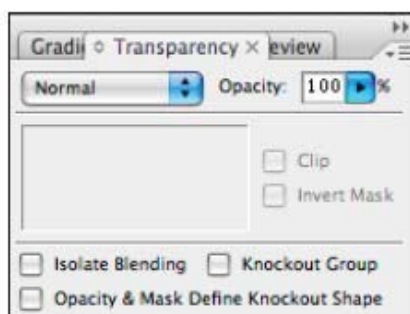 Gradi Transparency eview
Normal Opacity: 100 %
Clip
Invert Mask
Isolate Blending Knockout Group
Opacity & Mask Define Knockout Shape